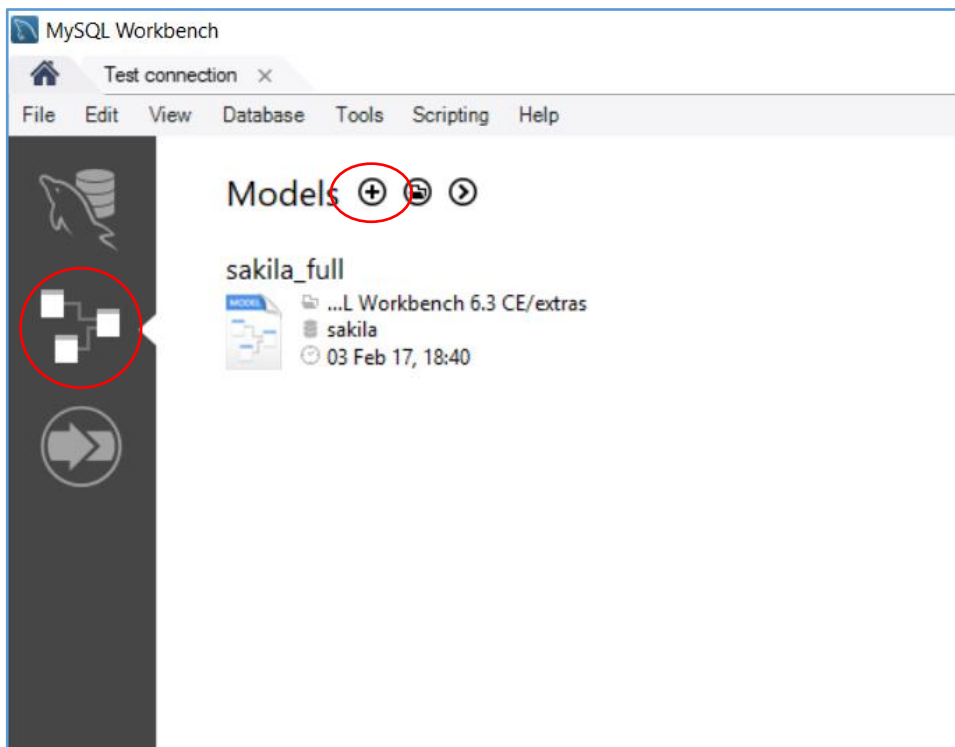 MySQL Workbench
Test connection
File Edit View Database Tools Scripting Help
Models
sakila_full
MODEL
...L Workbench 6.3 CE/extras
sakila
03 Feb 17, 18:40